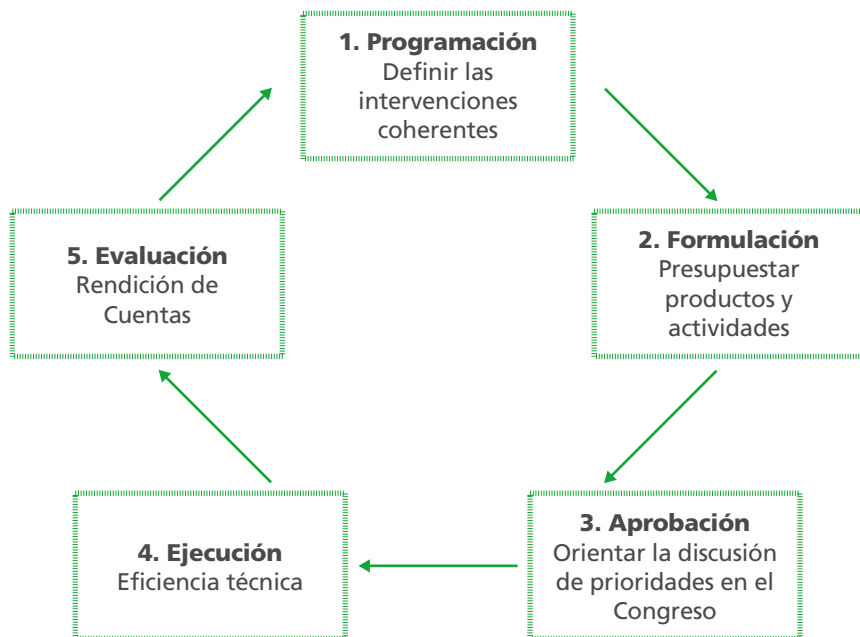 1. Programación
Definir las
intervenciones
coherentes
2. Formulación
Presupuestar
productos y
actividades
3. Aprobación
Orientar la discusión
de prioridades en el
Congreso
4. Ejecución
Eficiencia técnica
5. Evaluación
Rendición de
Cuentas